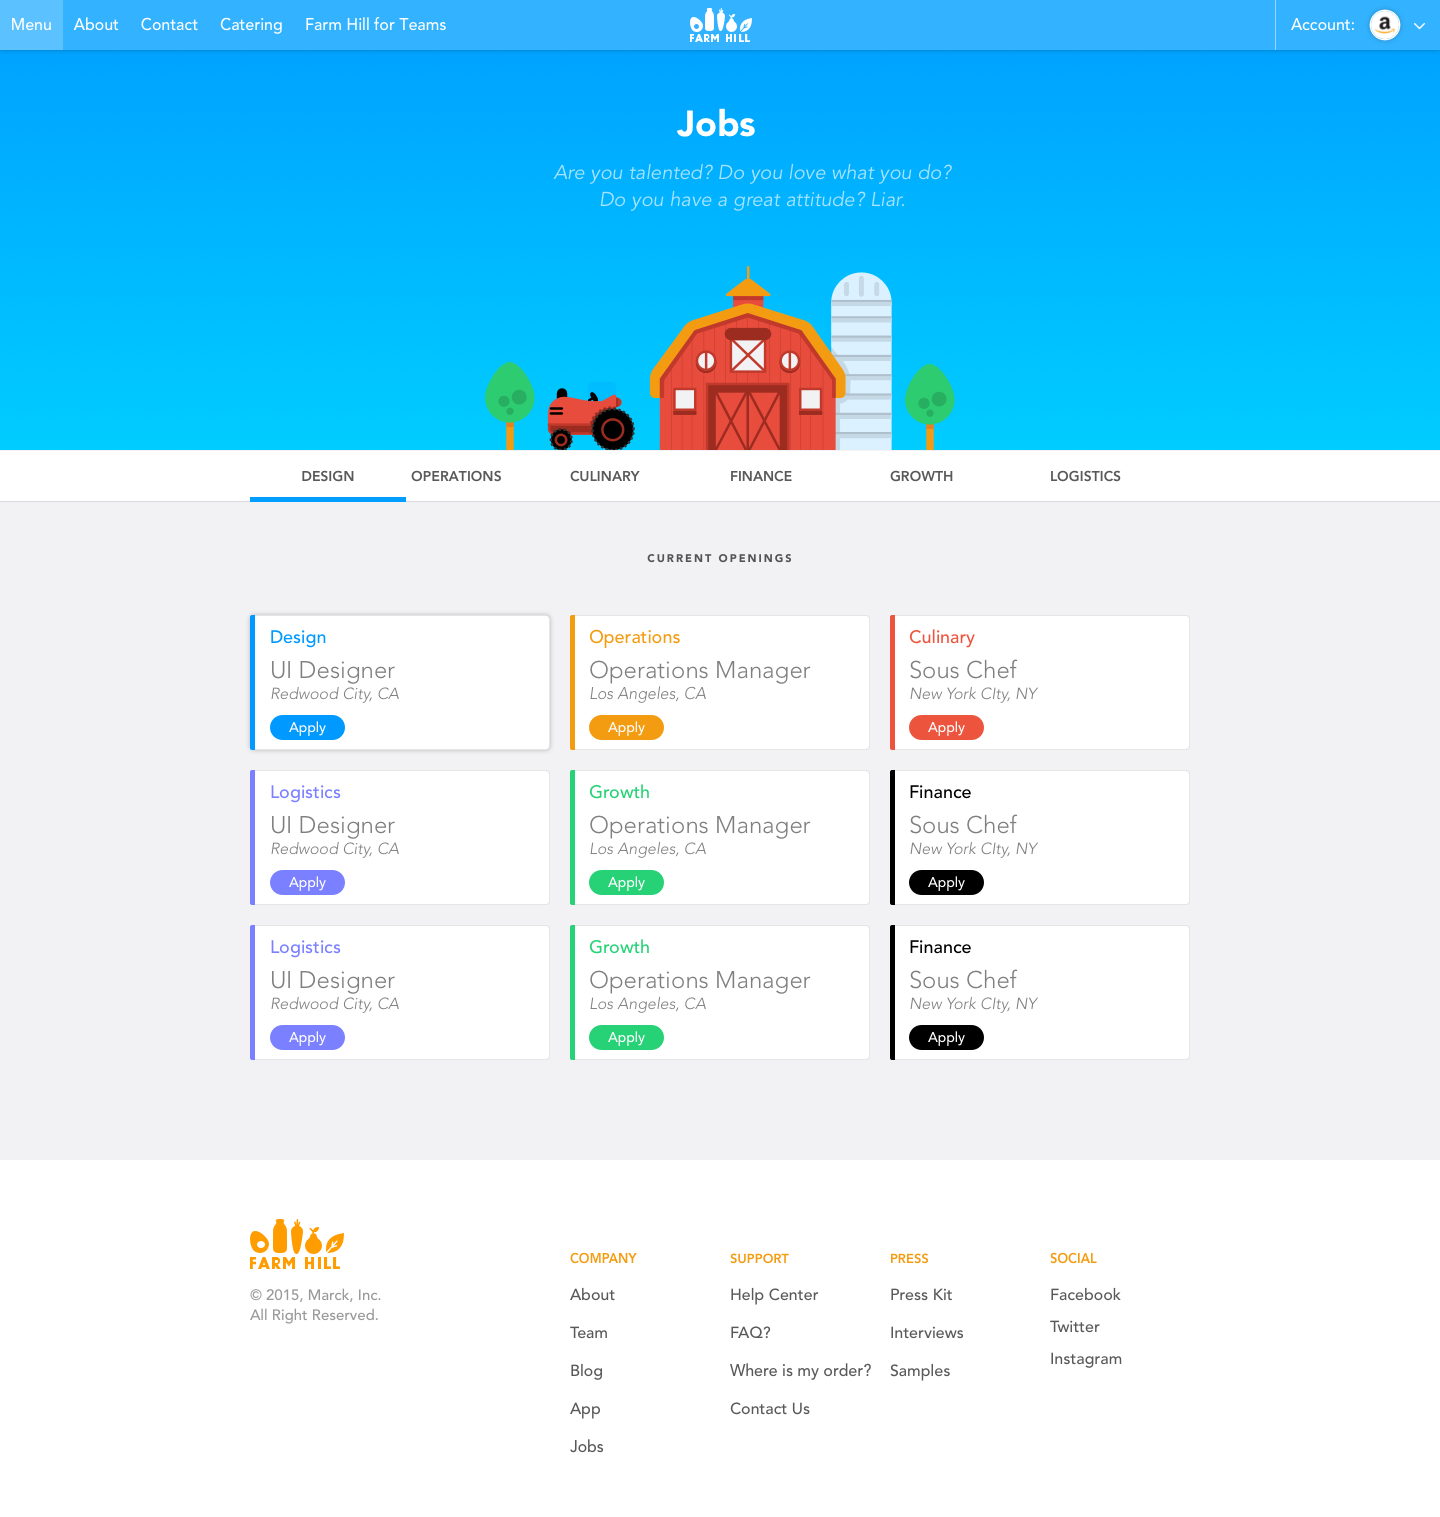 Menu About Contact Catering Farm Hill for Teams
FARM HILL
Account:
a
Jobs
Are you talented? Do you love what you do?
Do you have a great attitude? Liar.
DESIGN OPERATIONS CULINARY FINANCE GROWTH LOGISTICS
CURRENT OPENINGS
Design
UI Designer
Redwood City, CA
Apply
Operations
Operations Manager
Los Angeles, CA
Apply
Culinary
Sous Chef
New York CIty, NY
Apply
Logistics
UI Designer
Redwood City, CA
Apply
Growth
Operations Manager
Los Angeles, CA
Apply
Finance
Sous Chef
New York CIty, NY
Apply
Logistics
UI Designer
Redwood City, CA
Apply
Growth
Operations Manager
Los Angeles, CA
Apply
Finance
Sous Chef
New York CIty, NY
Apply
FARM HILL
© 2015, Marck, Inc.
All Right Reserved.
COMPANY
About
Team
Blog
App
Jobs
SUPPORT
Help Center
FAQ?
Where is my order?
Contact Us
PRESS
Press Kit
Interviews
Samples
SOCIAL
Facebook
Twitter
Instagram